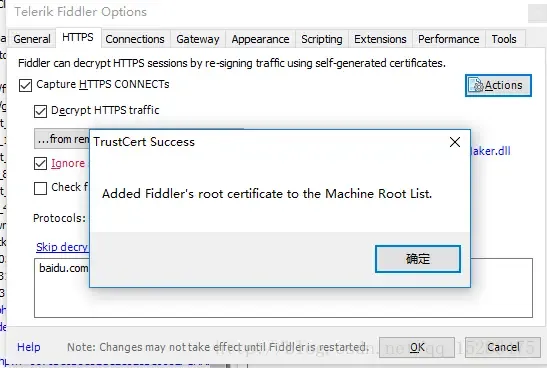 Telerik Fiddler Options
General HTTPS Connections Gateway Appearance Scripting Extensions Performance Tools
Fiddler can decrypt HTTPS sessions by re-signing traffic using self-generated certificates.
Capture HTTPS CONNECTs
Actions
Decrypt HTTPS traffic
...from rem
TrustCert Success
Maker.dll
Ignore
Added Fiddler's root certificate to the Machine Root List.
Check f
Protocols:
Skip decry
确定
baidu.com
Help
Note: Changes may not take effect until Fiddler is restarted.
OK
Cancel